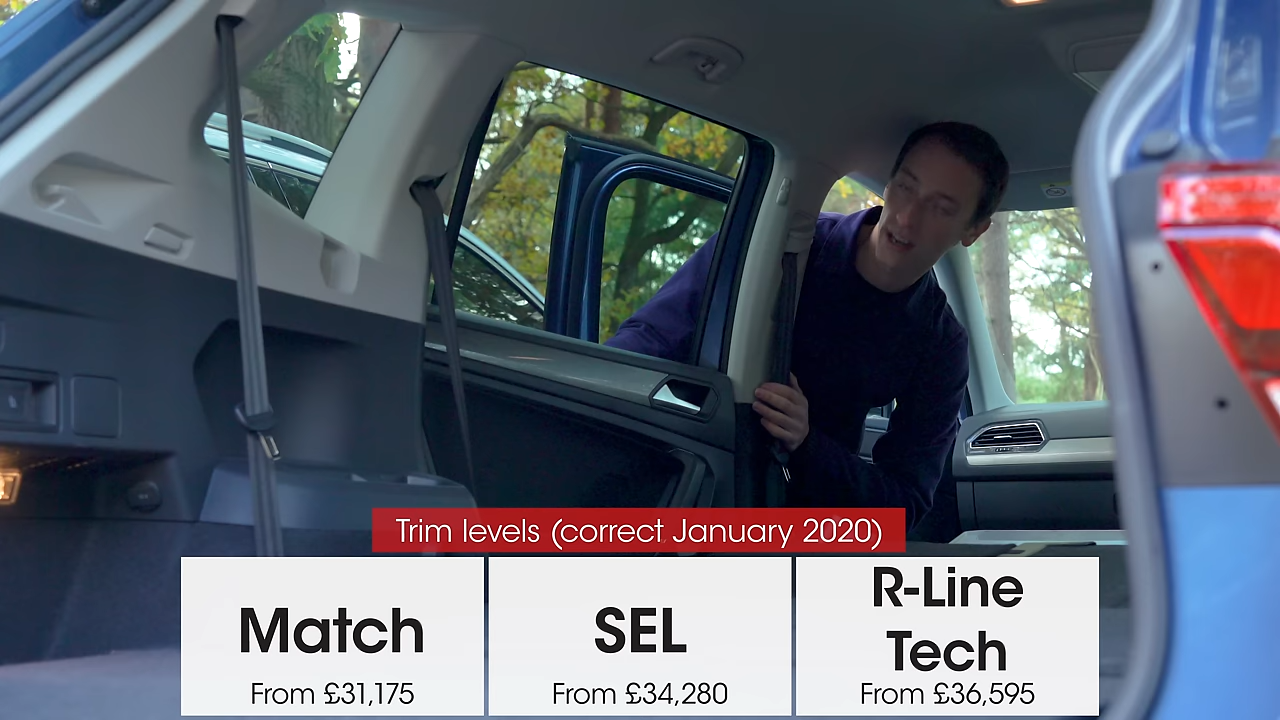 Trim levels (correct January 2020)
Match
From £31,175
SEL
From £34,280
R-Line
Tech
From £36,595